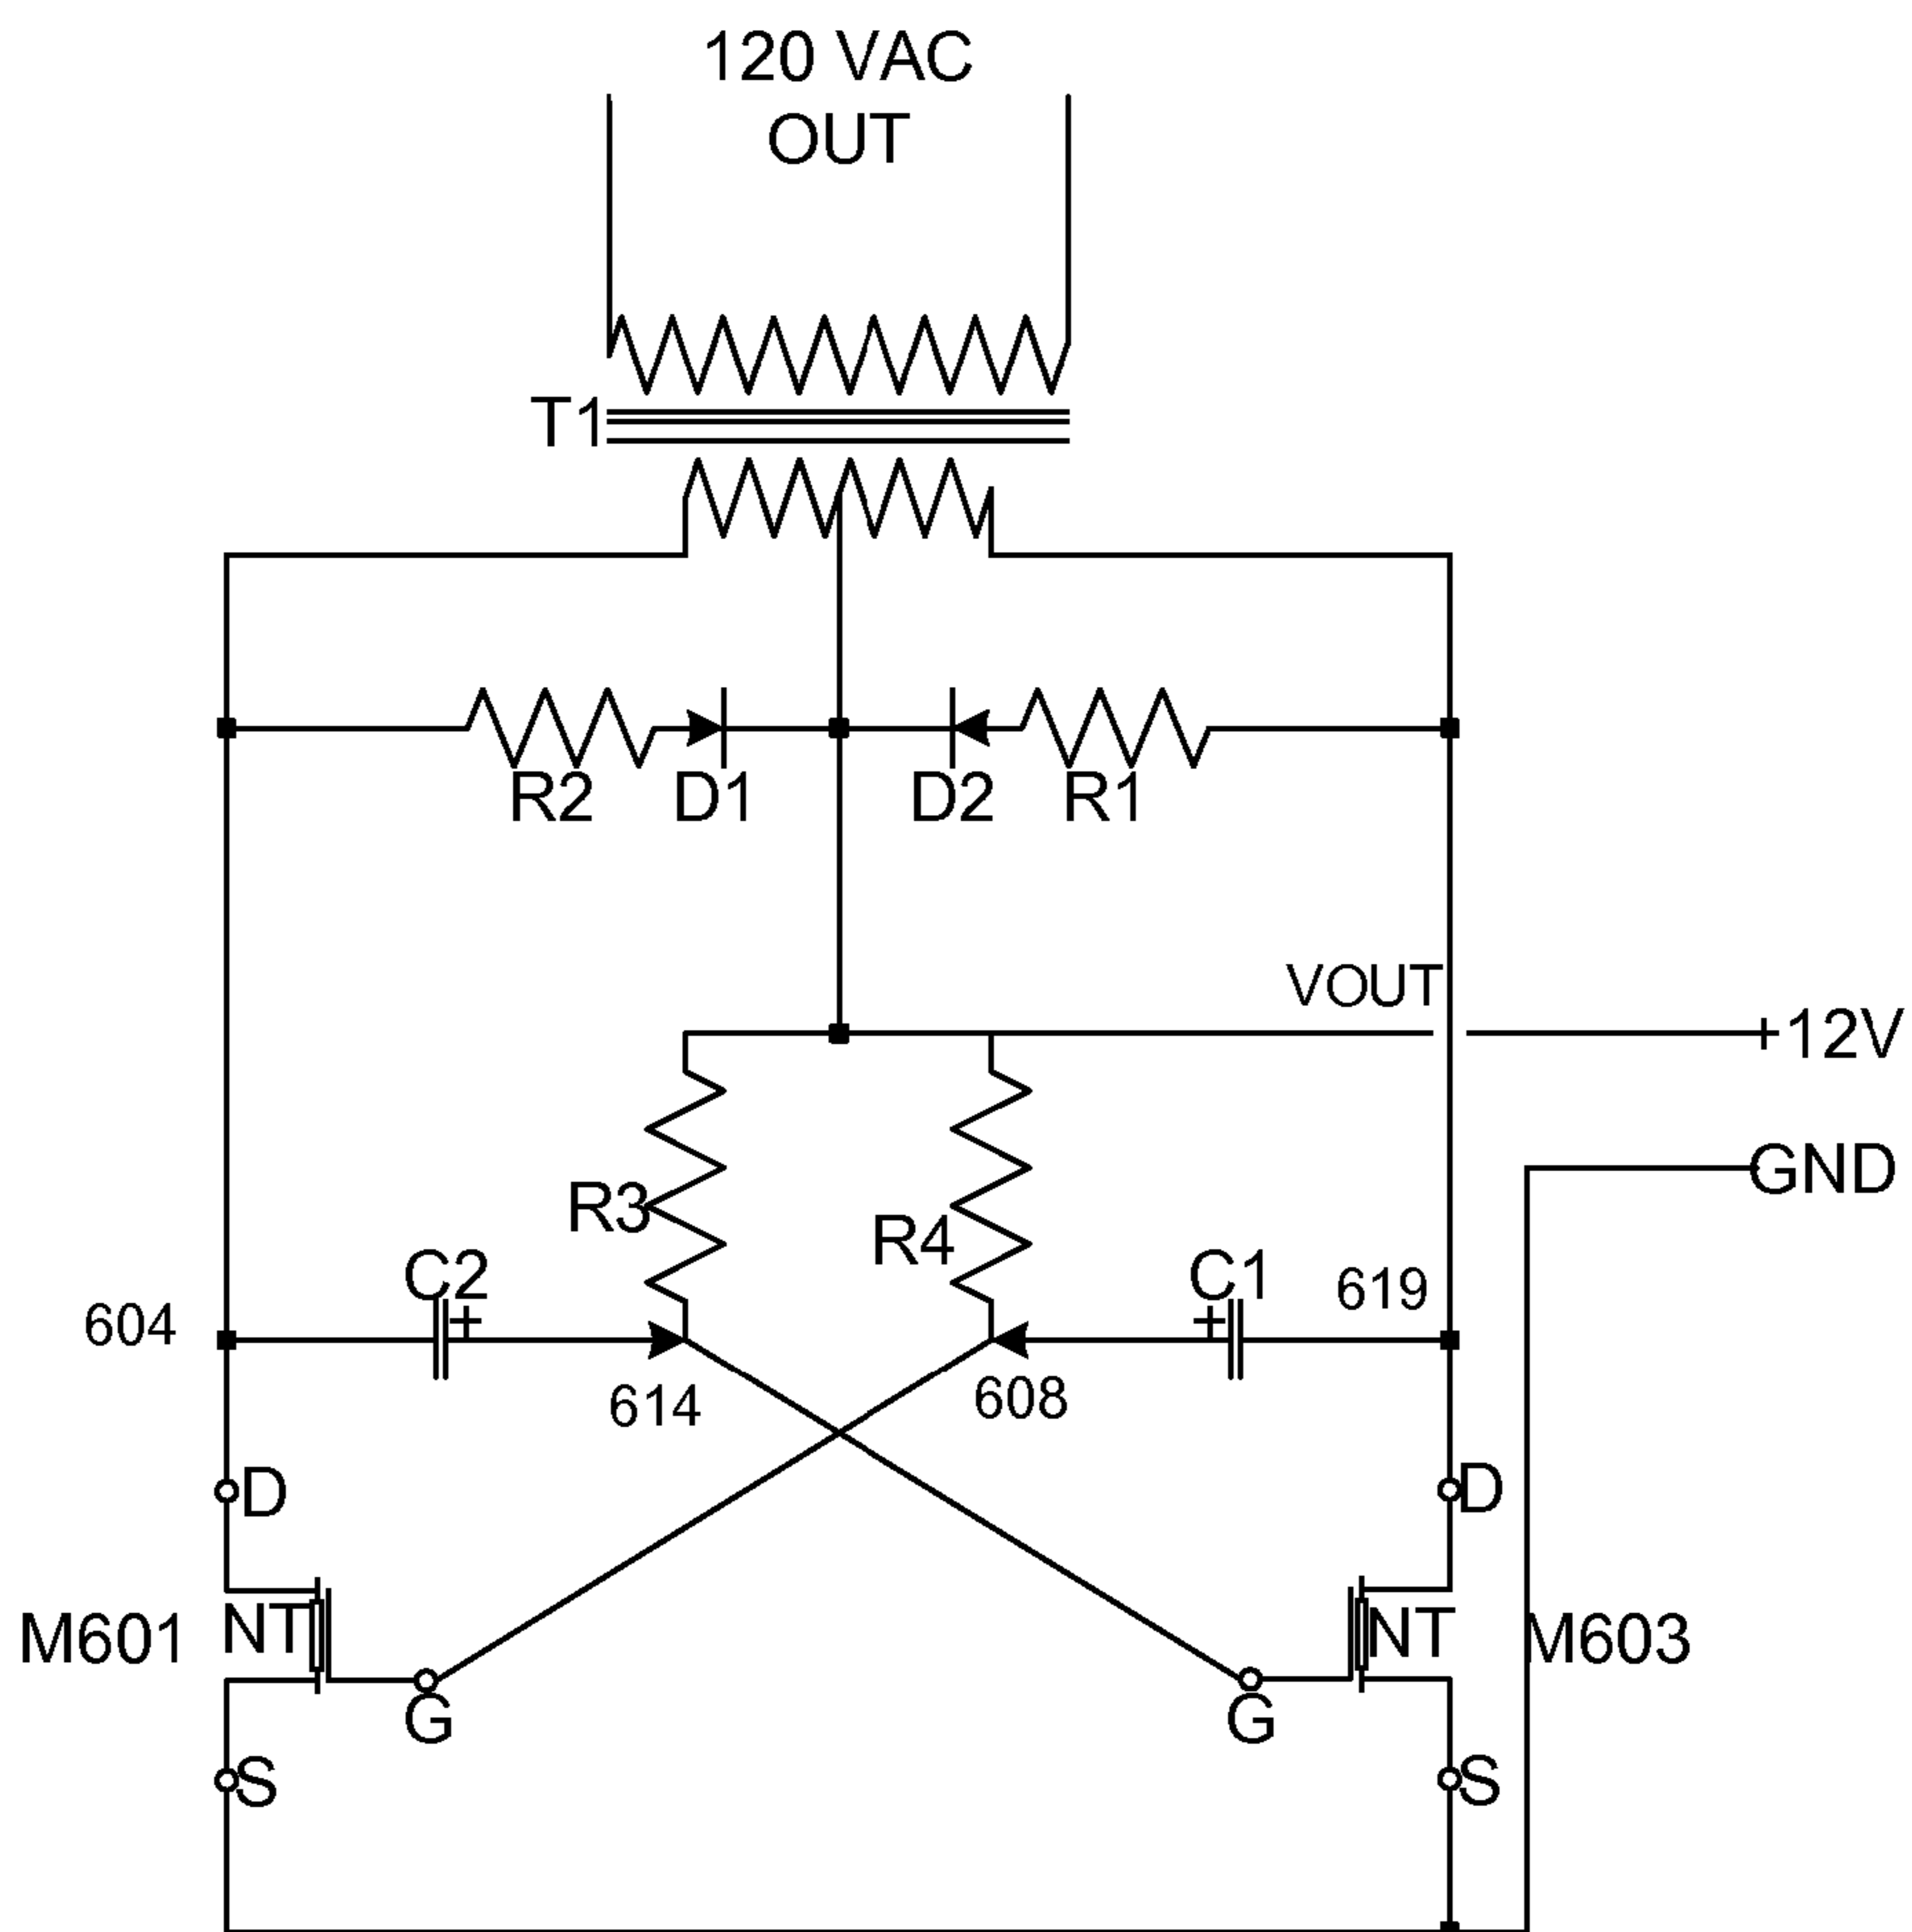 120 VAC
OUT
T1
R2
D1
D2
R1
VOUT
+12V
GND
R3
R4
C2
+
C1
+
619
604
614
608
D
D
M601
NT
NT
M603
G
G
S
S